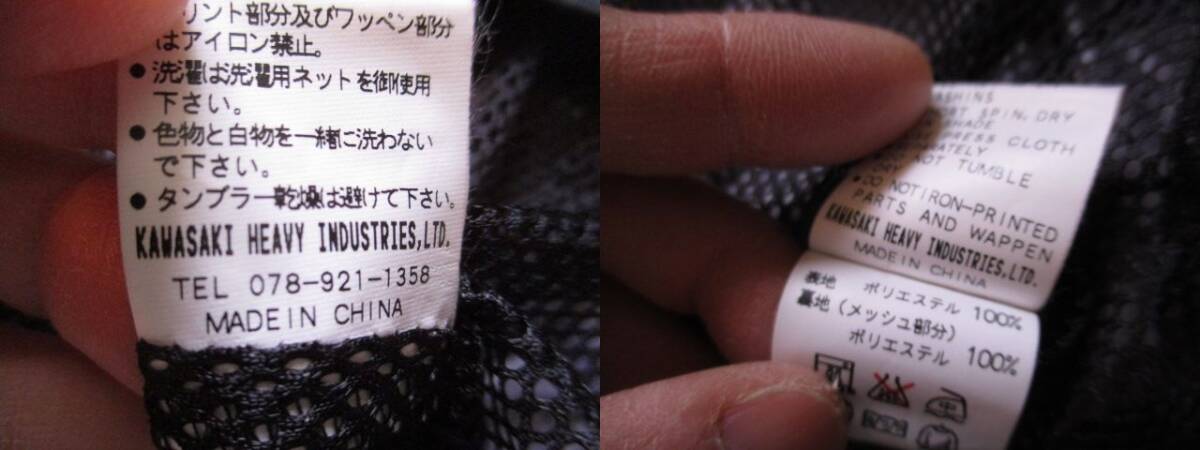 リント部分及びワッペン部分
はアイロン禁止。
●洗濯は洗濯用ネットを御使用
下さい。
●色物と白物を一緒に洗わない
で下さい。
●タンブラー乾燥は避けて下さい。
KAWASAKI HEAVY INDUSTRIES,LTD.
TEL 078-921-1358
MADE IN CHINA
SPIN,DRY
SHADE
PRESS CLOTH
NOT TUMBLE
●DO NOT IRON-PRINTED
PARTS AND WAPPEN
KAWASAKI HEAVY INDUSTRIES,LTD.
MADE IN CHINA
表地 ポリエステル 100%
裏地(メッシュ部分)
ポリエステル 100%